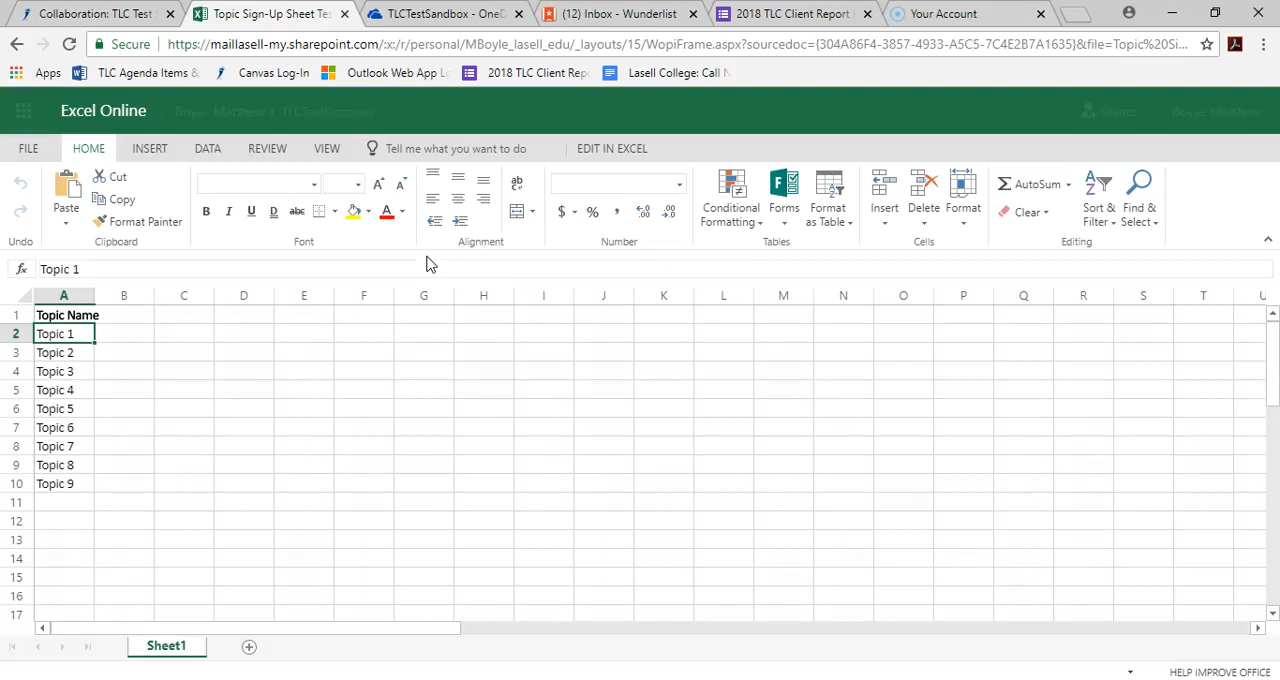 Collaboration: TLC Test
Topic Sign-Up Sheet Te
TLCTestSandbox - OneD
(12) Inbox - Wunderlist
2018 TLC Client Report
Your Account
Secure https://maillasell-my.sharepoint.com/:x:/r/personal/MBoyle_lasell_edu/_layouts/15/WopiFrame.aspx?sourcedoc={304A86F4-3857-4933-A5C5-7C4E2B7A1635}&file=Topic%20Si...
Apps TLC Agenda Items & Canvas Log-In Outlook Web App Lo 2018 TLC Client Repo Lasell College: Call N
Excel Online
TLCTestSandbox
Share
FILE HOME INSERT DATA REVIEW VIEW Tell me what you want to do EDIT IN EXCEL
Undo
Paste
Cut
Copy
Format Painter
Clipboard
B I U D abc A A A
Font
ab
Alignment
$ % , .00 .00
Number
Conditional Formatting
Forms
Format as Table
Tables
Insert
Delete
Format
Cells
AutoSum
Clear
Sort & Filter
Find & Select
Editing
fx Topic 1
A B C D E F G H I J K L M N O P Q R S T U
1 Topic Name
2 Topic 1
3 Topic 2
4 Topic 3
5 Topic 4
6 Topic 5
7 Topic 6
8 Topic 7
9 Topic 8
10 Topic 9
11
12
13
14
15
16
17
Sheet1
HELP IMPROVE OFFICE